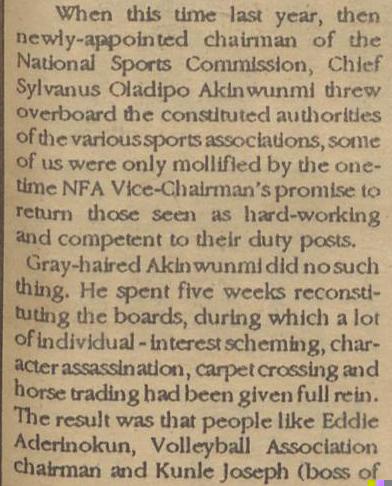 When this time last year, then
newly-appointed chairman of the
National Sports Commission, Chief
Sylvanus Oladipo Akinwunmi threw
overboard the constituted authorities
of the various sports associations, some
of us were only mollified by the one-
time NFA Vice-Chairman's promise to
return those seen as hard-working
and competent to their duty posts.
Gray-haired Akinwunmi did no such
thing. He spent five weeks reconsti-
tuting the boards, during which a lot
of individual - interest scheming, char-
acter assassination, carpet crossing and
horse trading had been given full rein.
The result was that people like Eddie
Aderinokun, Volleyball Association
chairman and Kunle Joseph (boss of